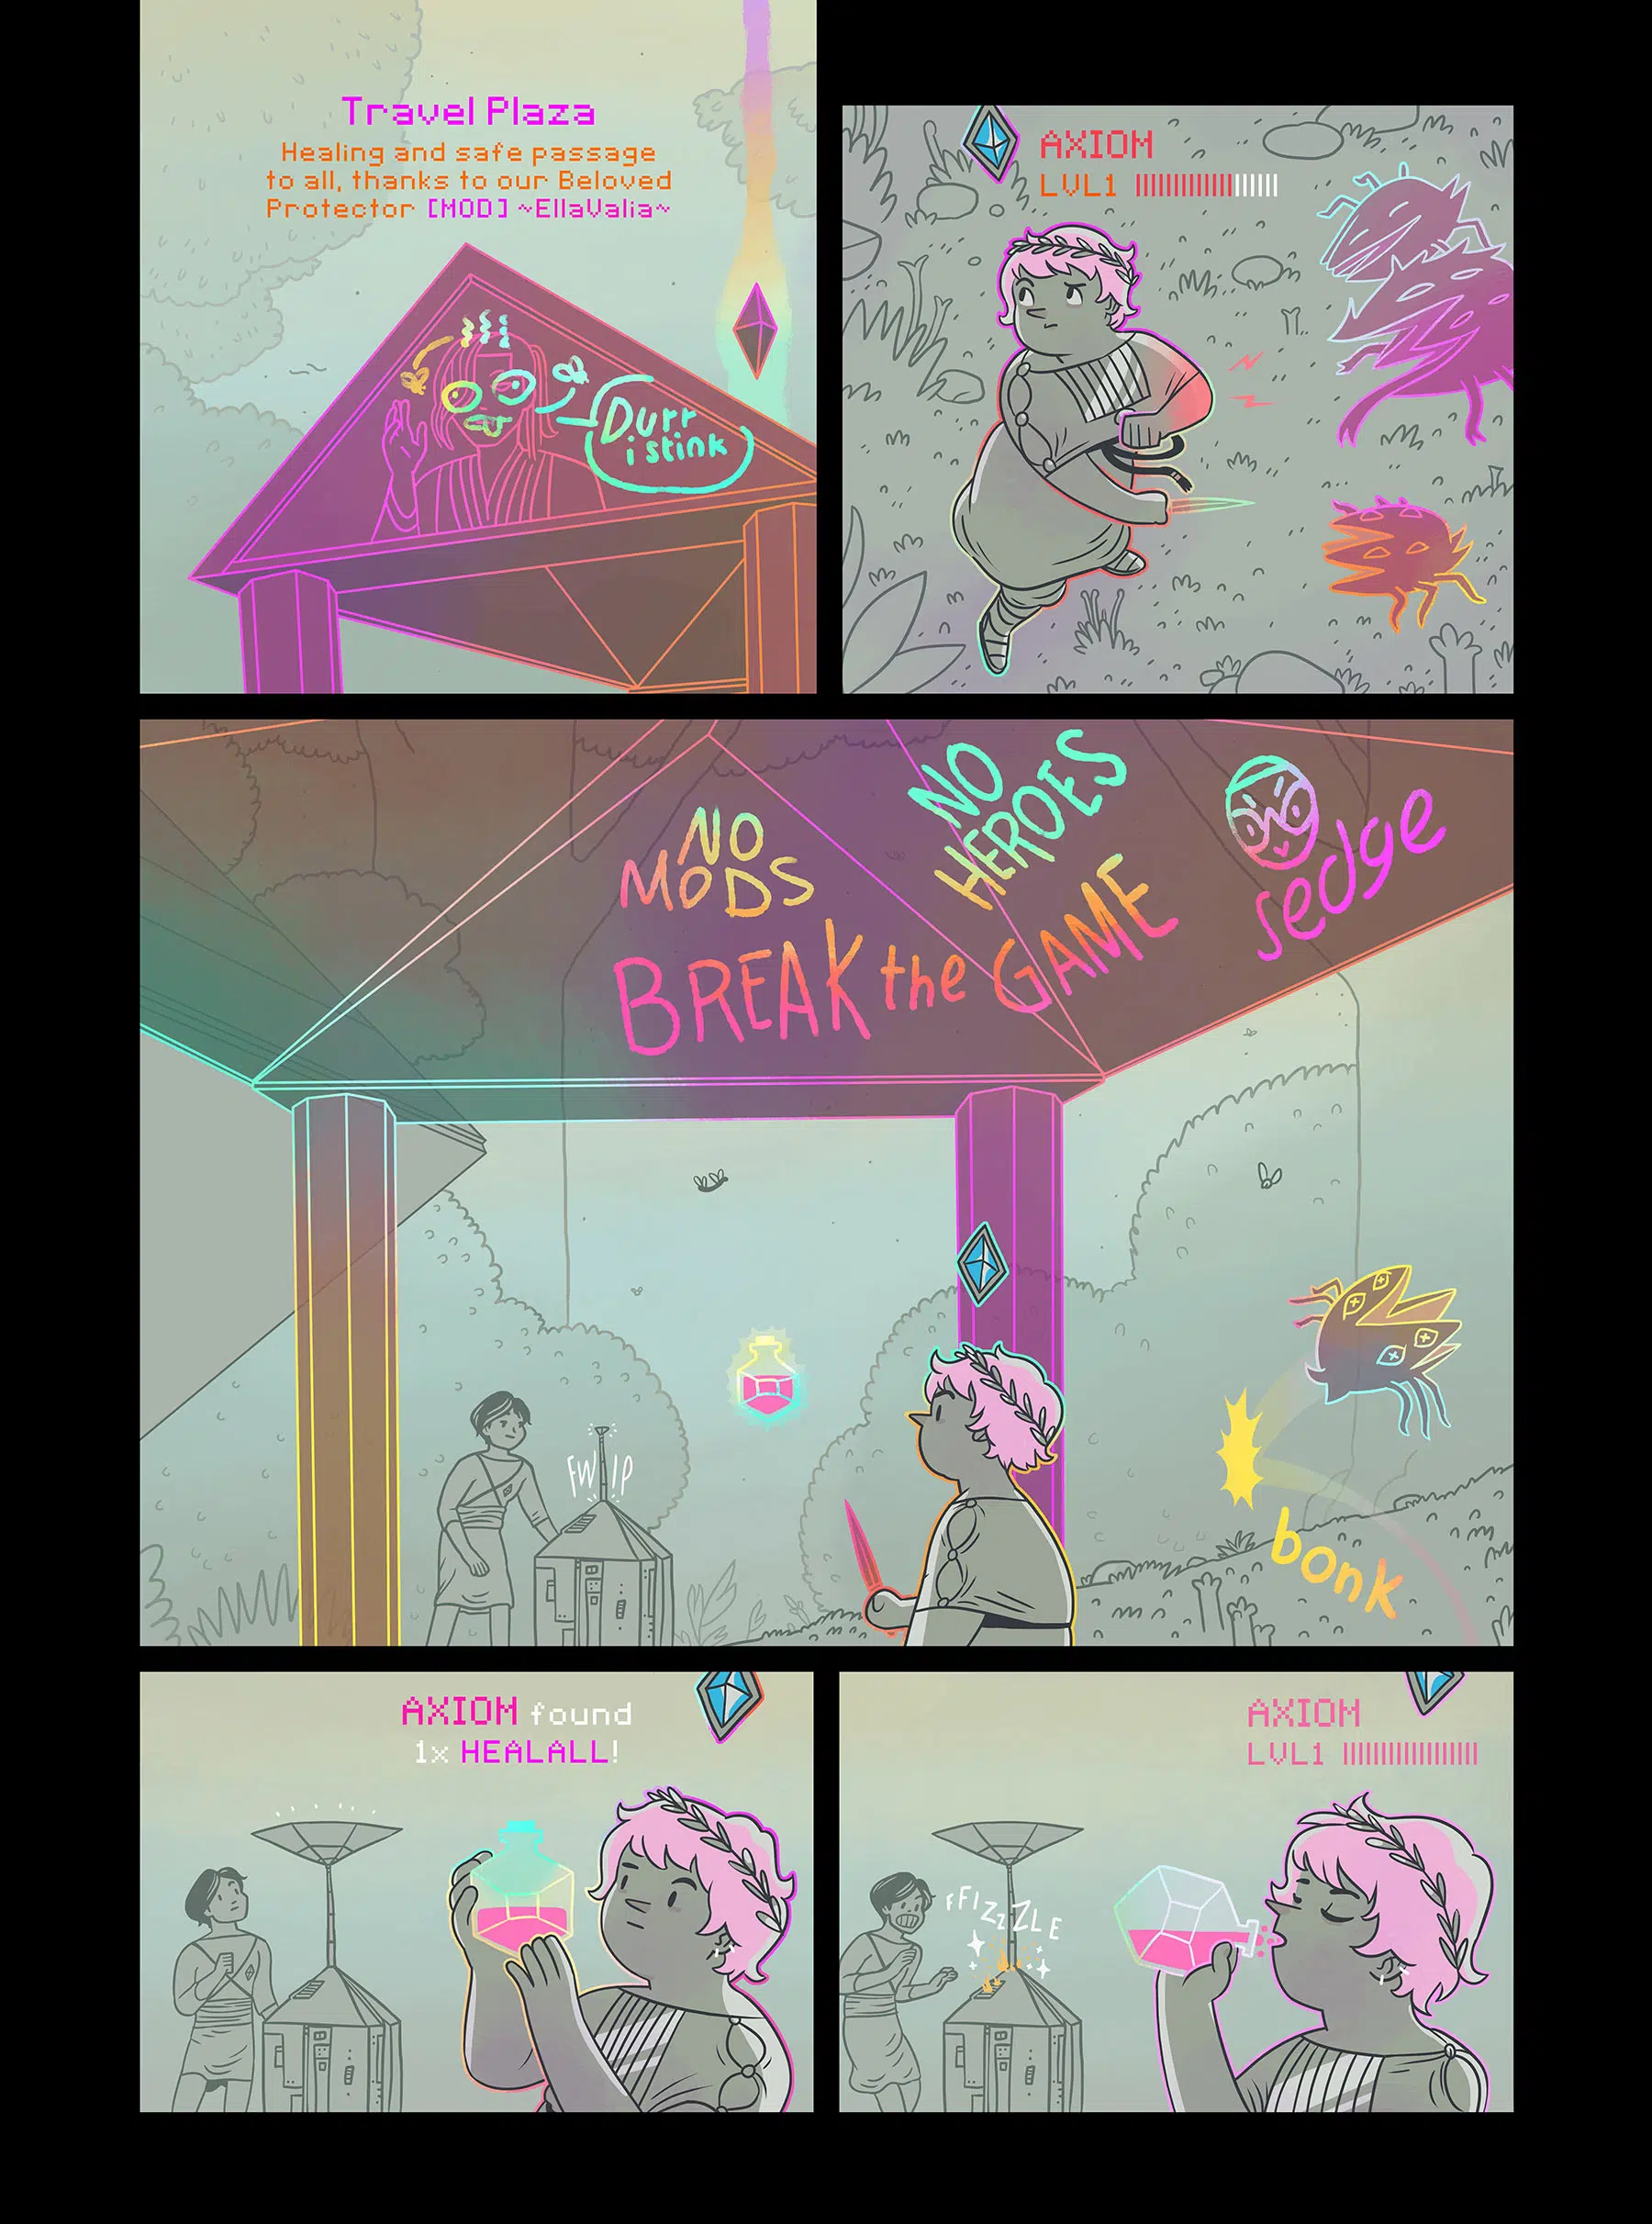 Travel Plaza
Healing and safe passage
to all, thanks to our Beloved
Protector [MOD] ~EllaValia~
Durr
i stink
AXIOM
LVL1
NO
MODS
NO
HEROES
BREAK the GAME
sedge
FWIP
bonk
AXIOM found
1x HEALALL!
FFIZZZLE
AXIOM
LVL1